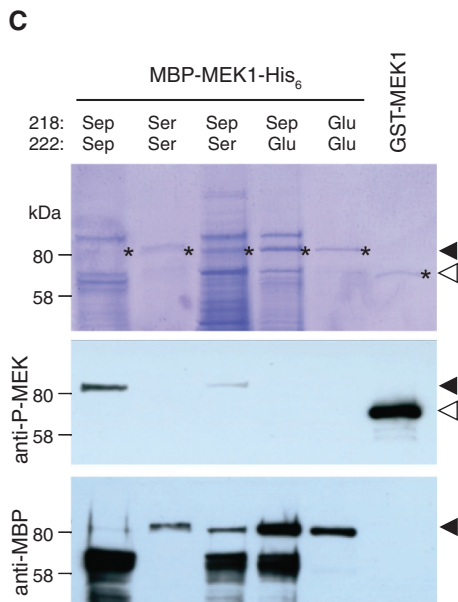 C
MBP-MEK1-His6
GST-MEK1
218: Sep Ser Sep Sep Glu
222: Sep Ser Ser Glu Glu
kDa
80
*
*
*
*
*
*
58
anti-P-MEK
80
58
anti-MBP
80
58